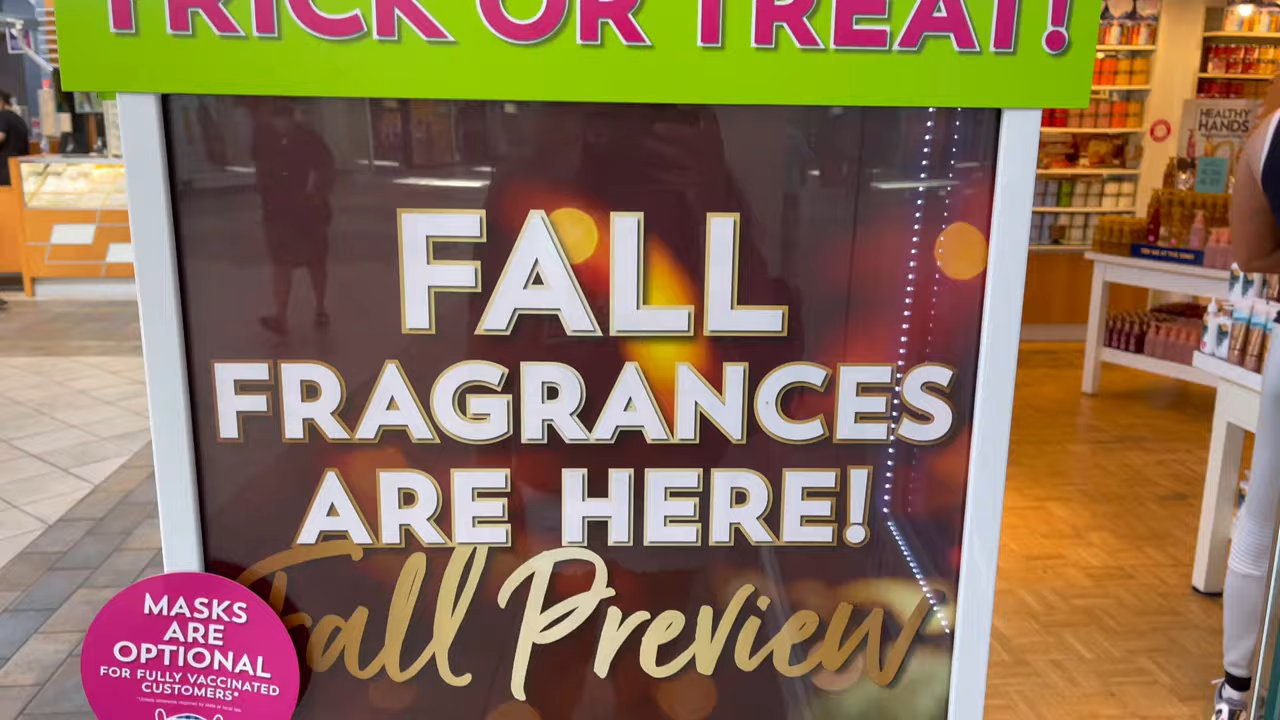 TRICK OR TREAT!
HEALTHY
HANDS
FALL
FRAGRANCES
ARE HERE!
Fall Preview
MASKS
ARE
OPTIONAL
FOR FULLY VACCINATED
CUSTOMERS*